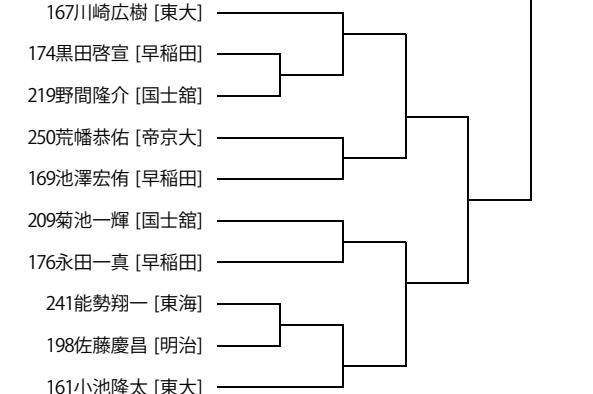 167川崎広樹 [東大]
174黒田啓宣 [早稲田]
219野間隆介 [国士舘]
250荒幡恭佑 [帝京大]
169池澤宏侑 [早稲田]
209菊池一輝 [国士舘]
176永田一真 [早稲田]
241能勢翔一 [東海]
198佐藤慶昌 [明治]
161小池隆太 [東大]